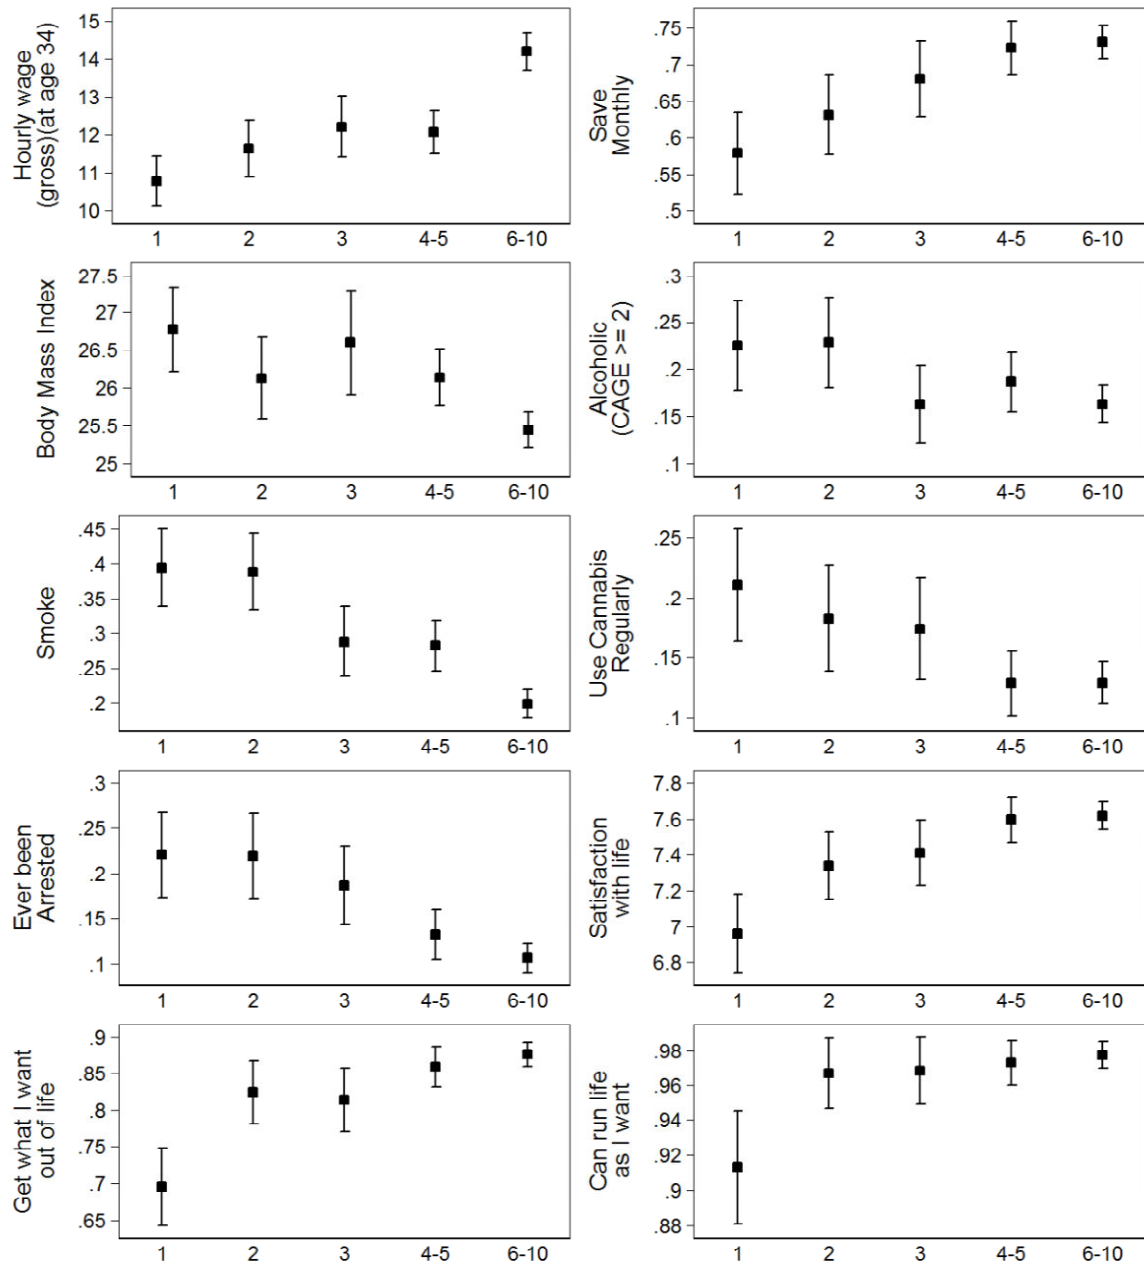 Hourly wage
(gross)(at age 34)
15
14
13
12
11
10
1 2 3 4-5 6-10
Save
Monthly
.75
.7
.65
.6
.55
.5
1 2 3 4-5 6-10
Body Mass Index
27.5
27
26.5
26
25.5
25
1 2 3 4-5 6-10
Alcoholic
(CAGE >= 2)
.3
.25
.2
.15
.1
1 2 3 4-5 6-10
Smoke
.45
.4
.35
.3
.25
.2
1 2 3 4-5 6-10
Use Cannabis
Regularly
.25
.2
.15
.1
1 2 3 4-5 6-10
Ever been
Arrested
.3
.25
.2
.15
.1
1 2 3 4-5 6-10
Satisfaction
with life
7.8
7.6
7.4
7.2
7
6.8
1 2 3 4-5 6-10
Get what I want
out of life
.9
.85
.8
.75
.7
.65
1 2 3 4-5 6-10
Can run life
as I want
.98
.96
.94
.92
.9
.88
1 2 3 4-5 6-10